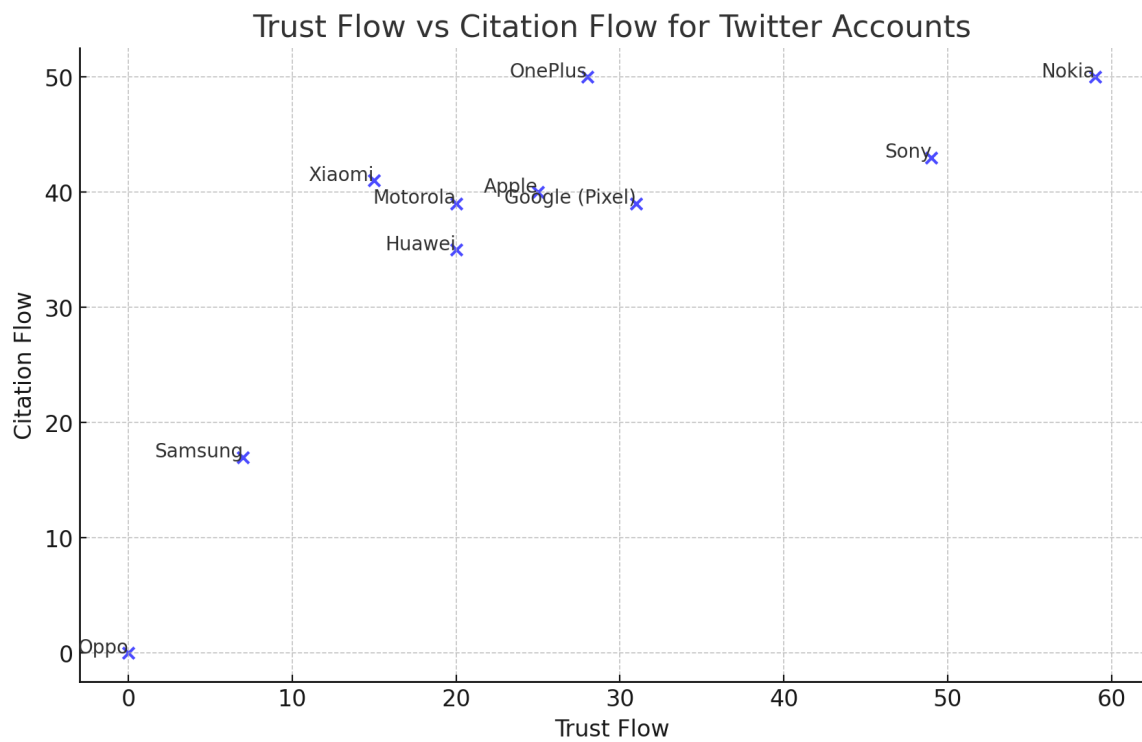 Trust Flow vs Citation Flow for Twitter Accounts
Citation Flow
50
40
30
20
10
0
OnePlus
Nokia
Sony
Xiaomi
Apple
Motorola
Google (Pixel)
Huawei
Samsung
Oppo
0
10
20
30
40
50
60
Trust Flow